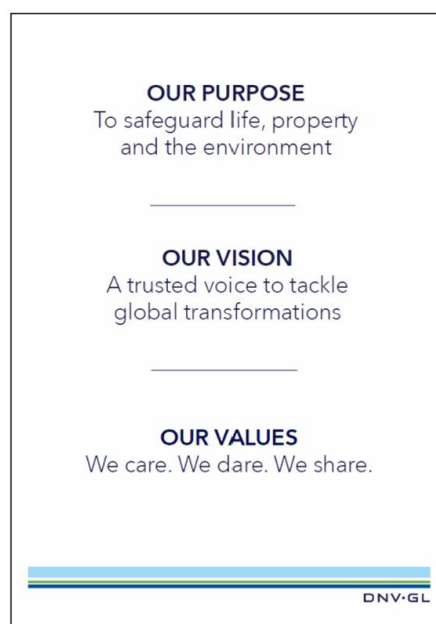 OUR PURPOSE
To safeguard life, property
and the environment
OUR VISION
A trusted voice to tackle
global transformations
OUR VALUES
We care. We dare. We share.
DNV·GL